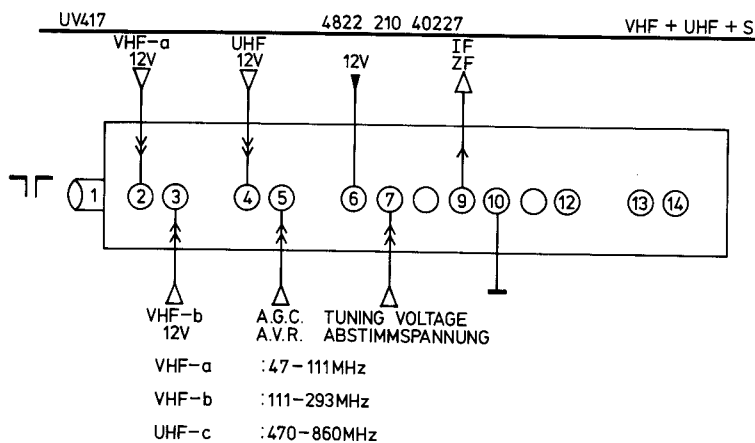 UV417 4822 210 40227 VHF + UHF + S
VHF-a UHF IF
12V 12V 12V ZF
1 2 3 4 5 6 7 9 10 12 13 14
VHF-b A.G.C. TUNING VOLTAGE
12V A.V.R. ABSTIMMSPANNUNG
VHF-a :47-111MHz
VHF-b :111-293MHz
UHF-c :470-860MHz